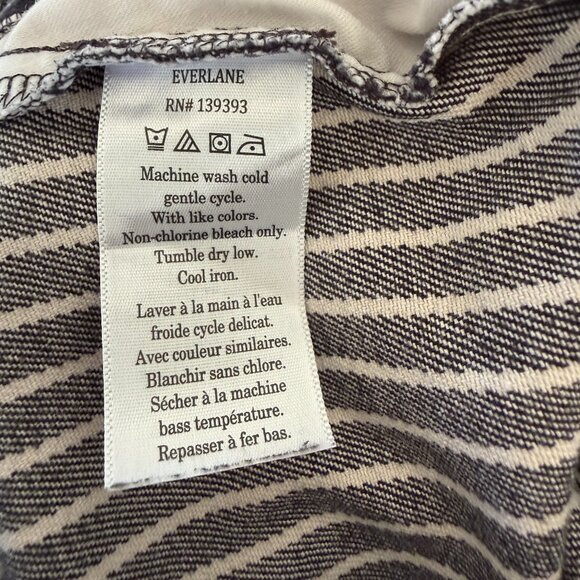 EVERLANE
RN# 139393
Machine wash cold
gentle cycle.
With like colors.
Non-chlorine bleach only.
Tumble dry low.
Cool iron.
Laver à la main à l'eau
froide cycle delicat.
Avec couleur similaires.
Blanchir sans chlore.
Sécher à la machine
bass température.
Repasser à fer bas.